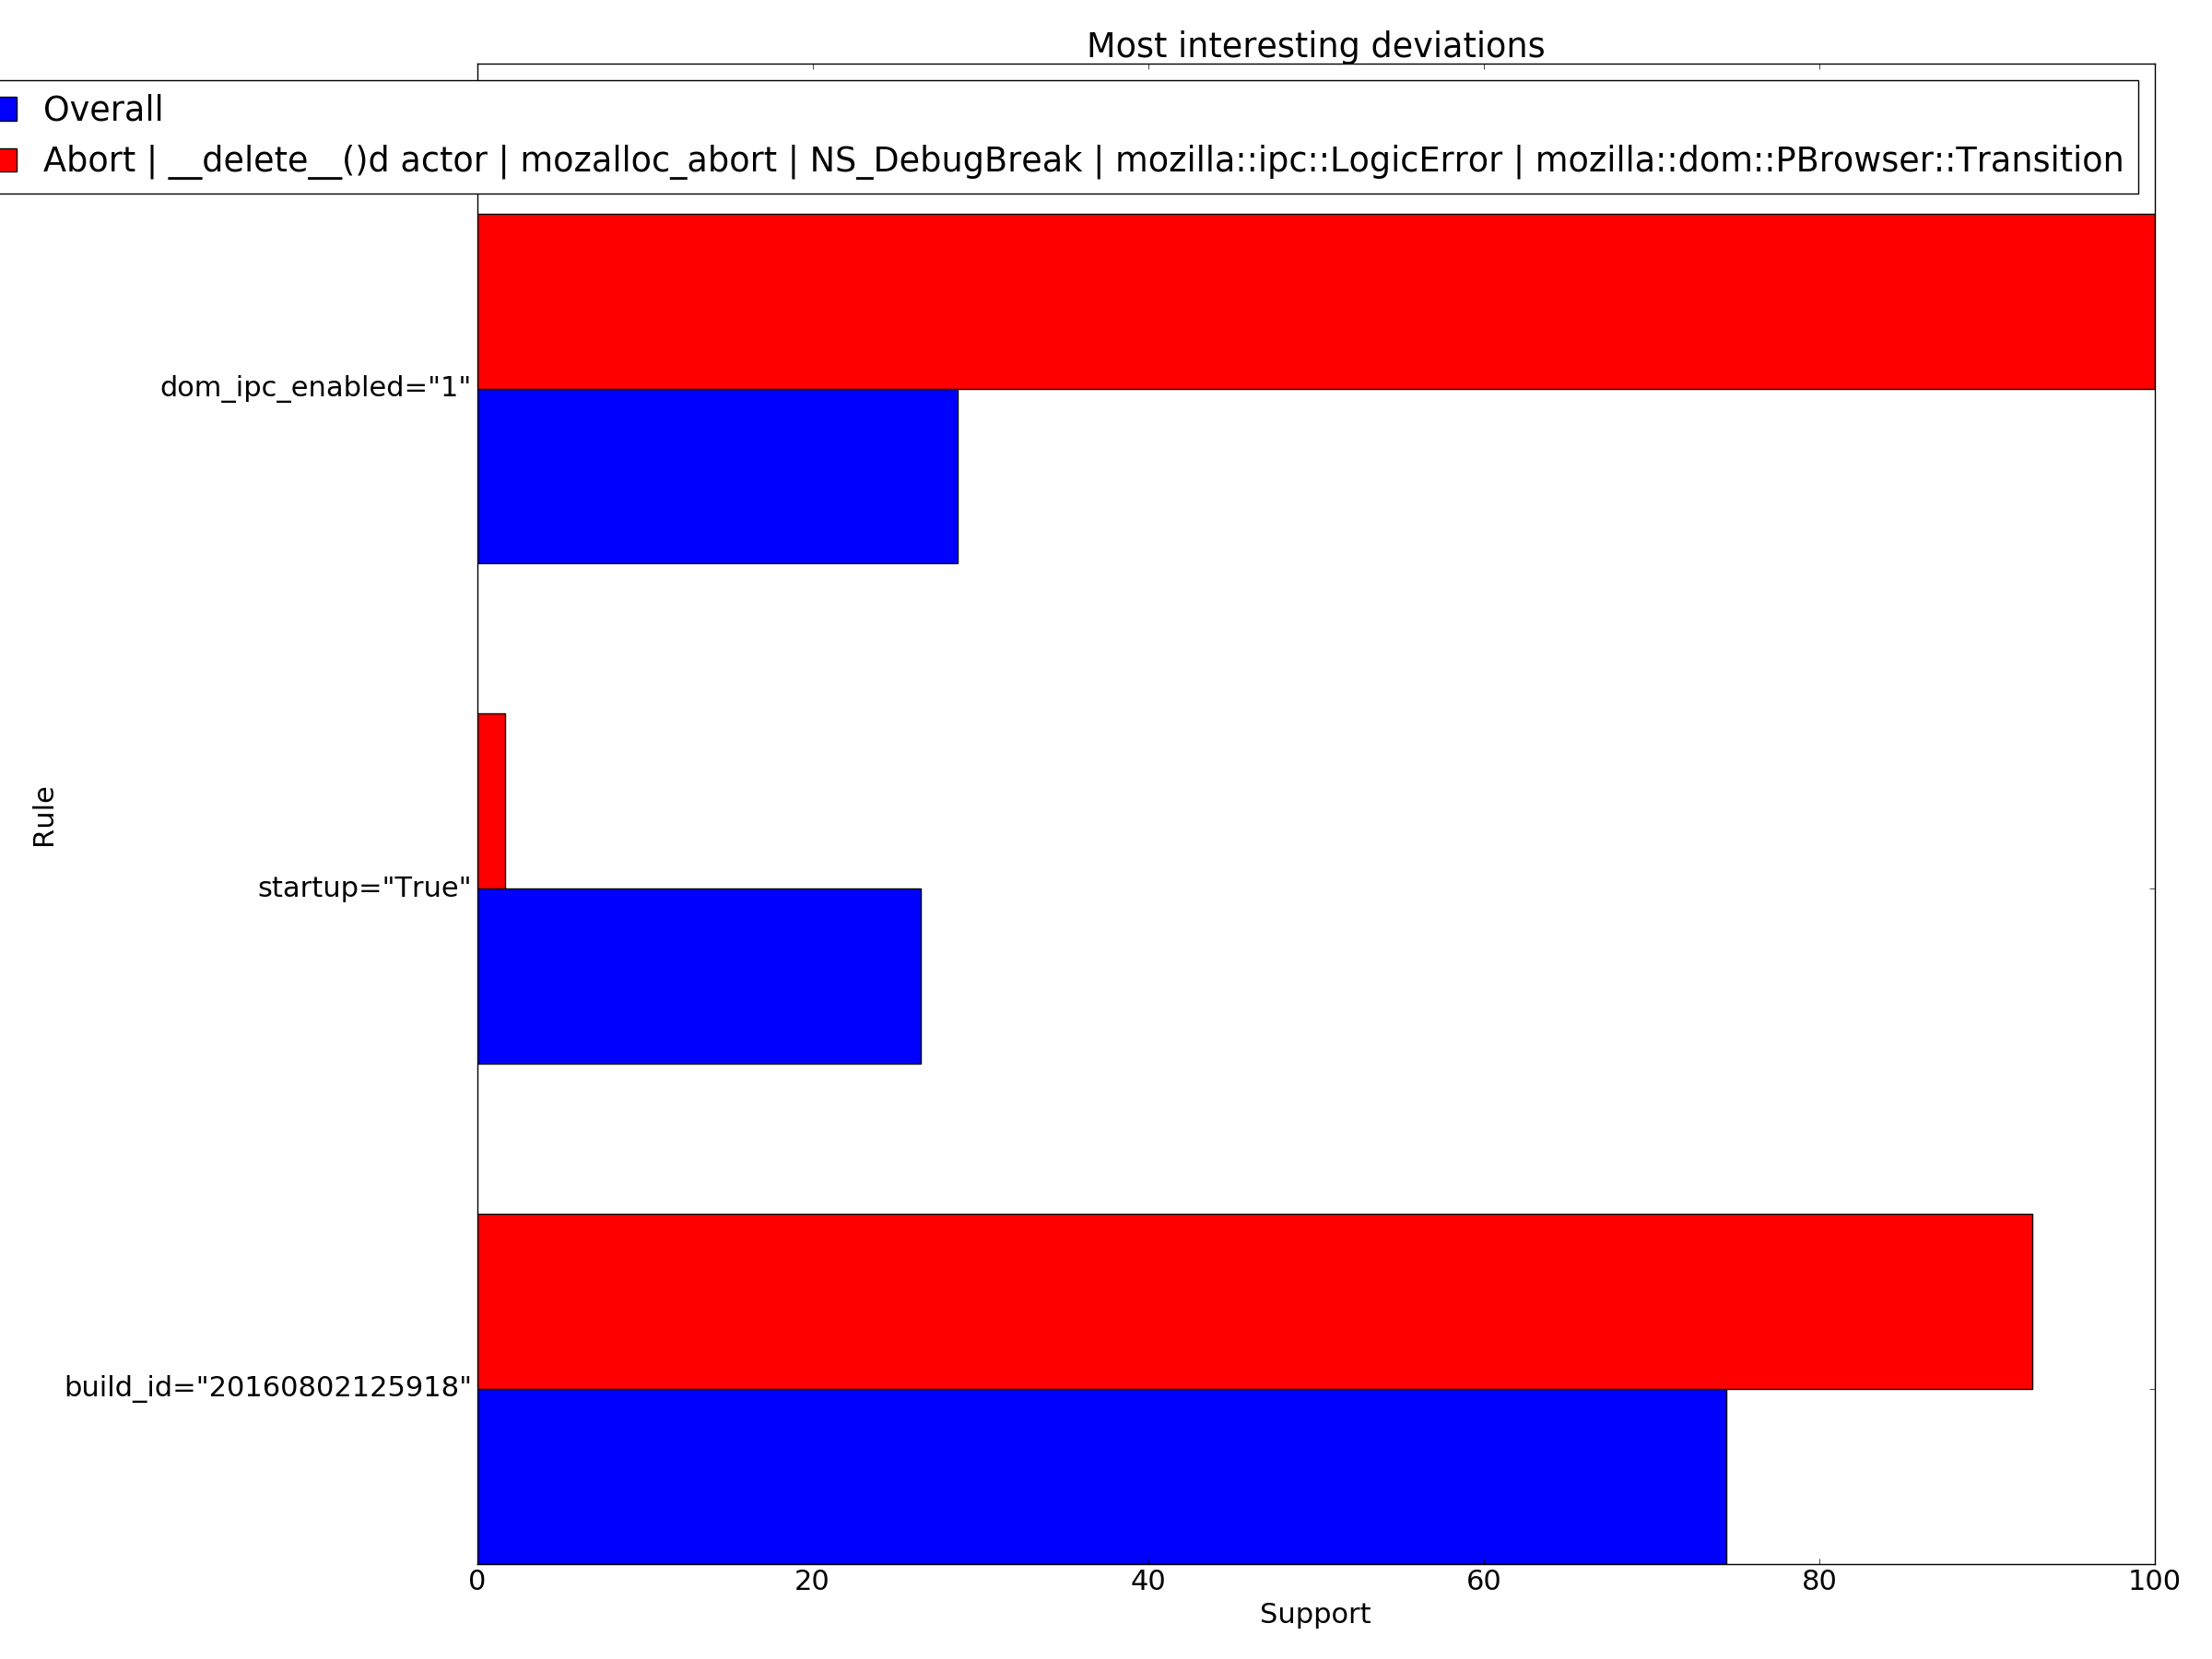 Most interesting deviations
Overall
Abort | __delete__()d actor | mozalloc_abort | NS_DebugBreak | mozilla::ipc::LogicError | mozilla::dom::PBrowser::Transition
dom_ipc_enabled="1"
startup="True"
build_id="20160802125918"
Rule
0 20 40 60 80 100
Support